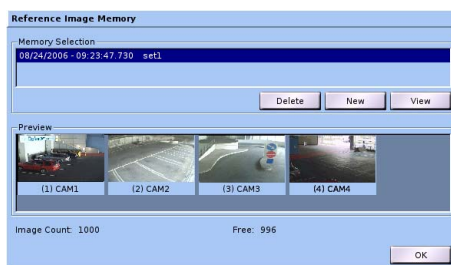 Reference Image Memory
Memory Selection
08/24/2006 - 09:23:47.730 set1
Delete New View
Preview
(1) CAM1 (2) CAM2 (3) CAM3 (4) CAM4
Image Count: 1000 Free: 996
OK